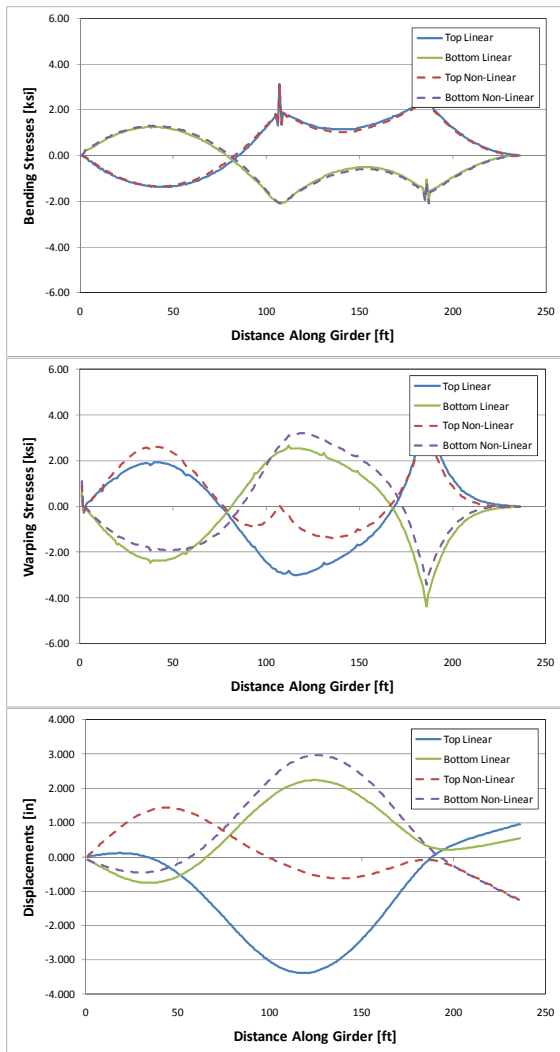 6.00
4.00
2.00
0.00
-2.00
-4.00
-6.00
Bending Stresses [ksi]
Top Linear
Bottom Linear
Top Non-Linear
Bottom Non-Linear
0 50 100 150 200 250
Distance Along Girder [ft]
6.00
4.00
2.00
0.00
-2.00
-4.00
-6.00
Warping Stresses [ksi]
Top Linear
Bottom Linear
Top Non-Linear
Bottom Non-Linear
0 50 100 150 200 250
Distance Along Girder [ft]
4.000
3.000
2.000
1.000
0.000
-1.000
-2.000
-3.000
-4.000
Displacements [in]
Top Linear
Bottom Linear
Top Non-Linear
Bottom Non-Linear
0 50 100 150 200 250
Distance Along Girder [ft]